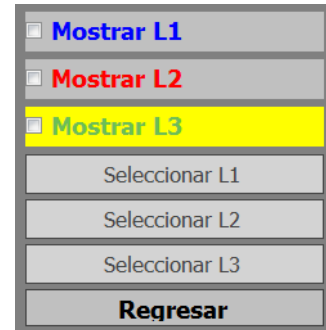 Mostrar L1
Mostrar L2
Mostrar L3
Seleccionar L1
Seleccionar L2
Seleccionar L3
Regresar